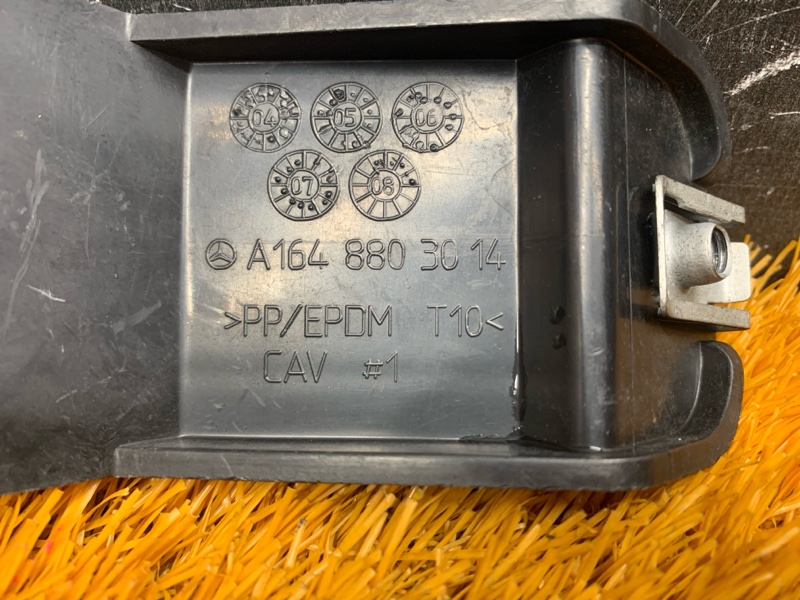 04 05 06
07 08
A164 880 30 14
>PP/EPDM T10<
CAV #1